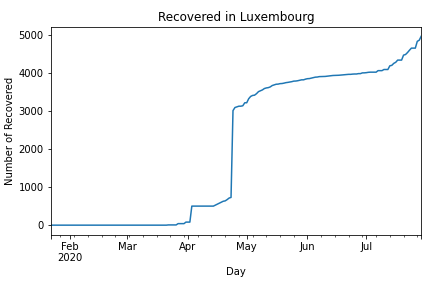 Recovered in Luxembourg
Number of Recovered
5000
4000
3000
2000
1000
0
Feb
2020
Mar
Apr
May
Jun
Jul
Day